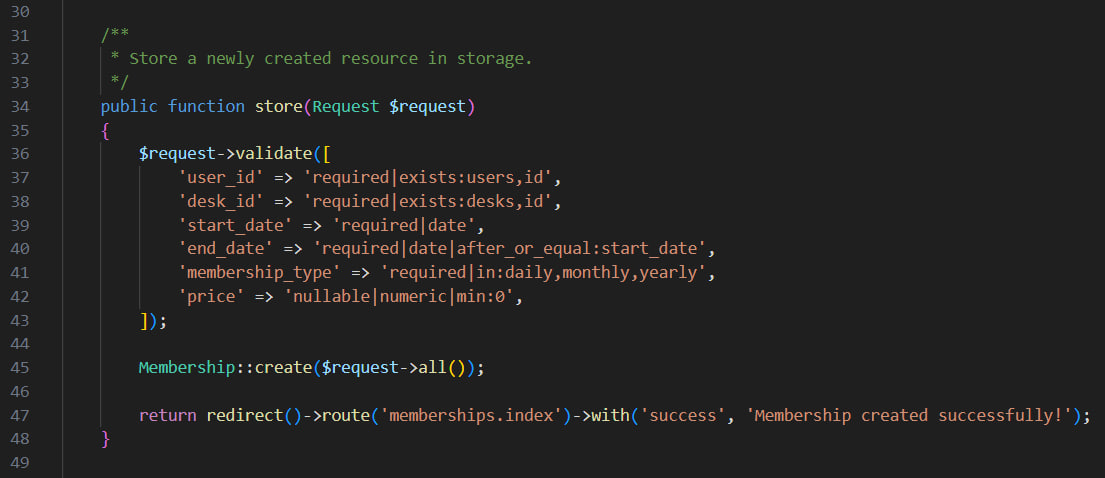 30
31 /**
32 * Store a newly created resource in storage.
33 */
34 public function store(Request $request)
35 {
36 $request->validate([
37 'user_id' => 'required|exists:users,id',
38 'desk_id' => 'required|exists:desks,id',
39 'start_date' => 'required|date',
40 'end_date' => 'required|date|after_or_equal:start_date',
41 'membership_type' => 'required|in:daily,monthly,yearly',
42 'price' => 'nullable|numeric|min:0',
43 ]);
44
45 Membership::create($request->all());
46
47 return redirect()->route('memberships.index')->with('success', 'Membership created successfully!');
48 }
49